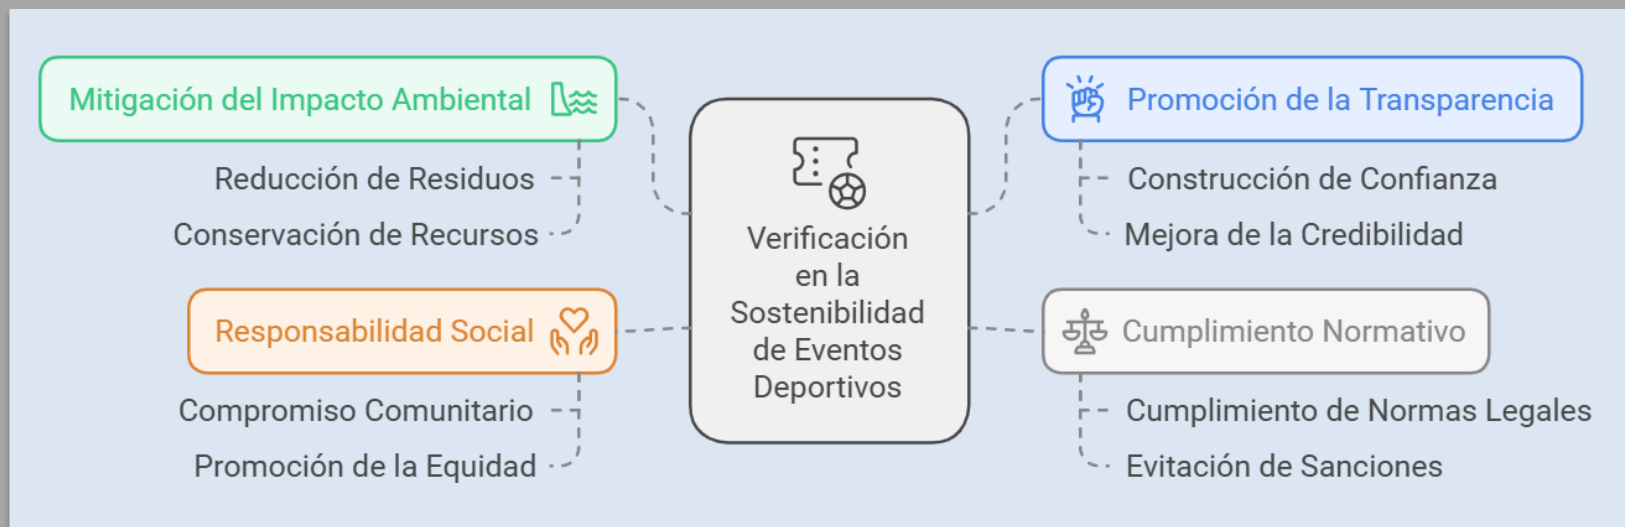 Mitigación del Impacto Ambiental
Reducción de Residuos
Conservación de Recursos
Responsabilidad Social
Compromiso Comunitario
Promoción de la Equidad
Verificación
en la
Sostenibilidad
de Eventos
Deportivos
Promoción de la Transparencia
Construcción de Confianza
Mejora de la Credibilidad
Cumplimiento Normativo
Cumplimiento de Normas Legales
Evitación de Sanciones